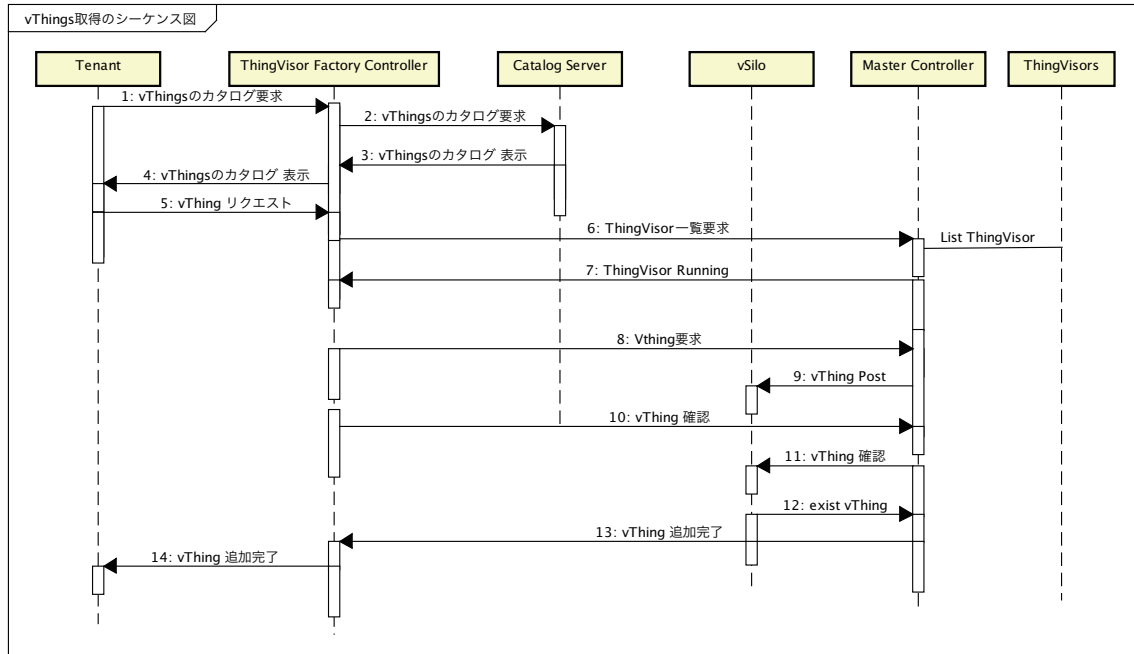 vThings取得のシーケンス図
Tenant
ThingVisor Factory Controller
Catalog Server
vSilo
Master Controller
ThingVisors
1: vThingsのカタログ要求
2: vThingsのカタログ要求
3: vThingsのカタログ 表示
4: vThingsのカタログ 表示
5: vThing リクエスト
6: ThingVisor一覧要求
List ThingVisor
7: ThingVisor Running
8: Vthing要求
9: vThing Post
10: vThing 確認
11: vThing 確認
12: exist vThing
13: vThing 追加完了
14: vThing 追加完了